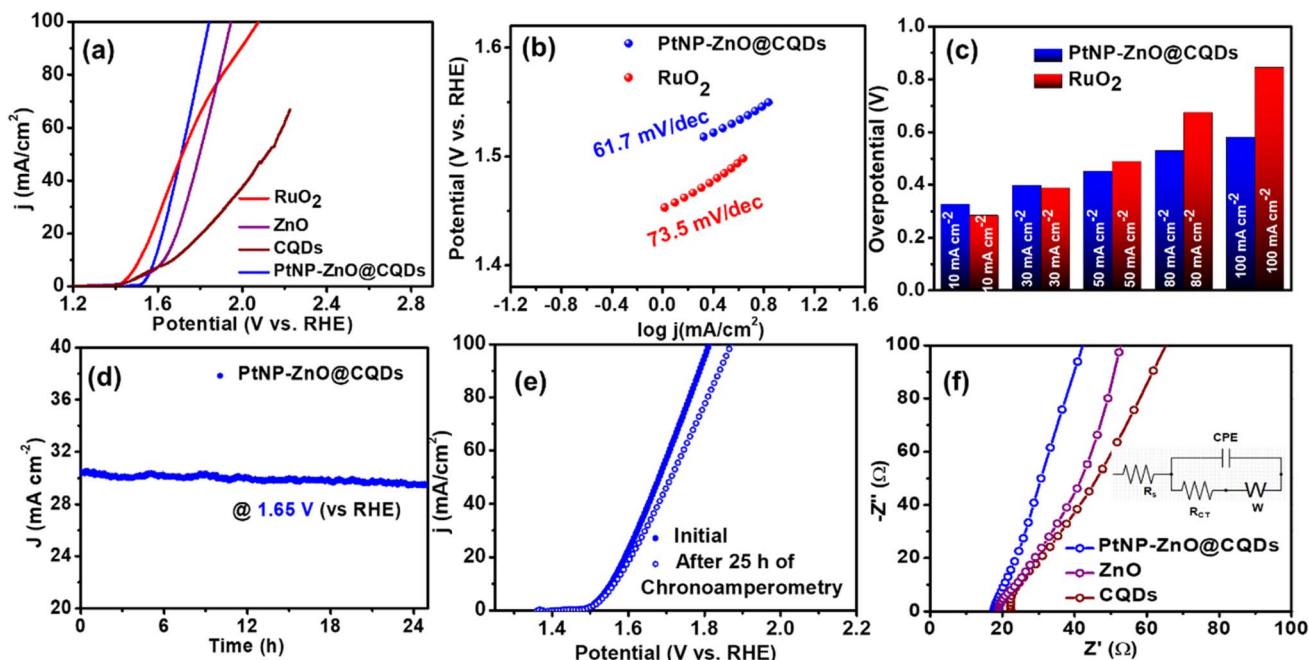 (a)
100
80
60
40
20
0
j (mA/cm²)
RuO₂
ZnO
CQDs
PtNP-ZnO@CQDs
1.2 1.6 2.0 2.4 2.8
Potential (V vs. RHE)
(b)
1.6
1.5
1.4
Potential (V vs. RHE)
PtNP-ZnO@CQDs
RuO₂
61.7 mV/dec
73.5 mV/dec
-1.2 -0.6 0.0 0.6 1.2 1.8
log j(mA/cm²)
(c)
1.0
0.8
0.6
0.4
0.2
0.0
Overpotential (V)
PtNP-ZnO@CQDs
RuO₂
10 mA cm⁻²
10 mA cm⁻²
30 mA cm⁻²
30 mA cm⁻²
50 mA cm⁻²
50 mA cm⁻²
80 mA cm⁻²
80 mA cm⁻²
100 mA cm⁻²
100 mA cm⁻²
(d)
40
36
32
28
24
20
J (mA cm⁻²)
PtNP-ZnO@CQDs
@ 1.65 V (vs RHE)
0 6 12 18 24
Time (h)
(e)
100
80
60
40
20
0
j (mA/cm²)
Initial
After 25 h of
Chronoamperometry
1.4 1.6 1.8 2.0 2.2
Potential (V vs. RHE)
(f)
100
80
60
40
20
0
-Z'' (Ω)
CPE
Rₛ
R_CT
W
PtNP-ZnO@CQDs
ZnO
CQDs
0 20 40 60 80 100
Z' (Ω)